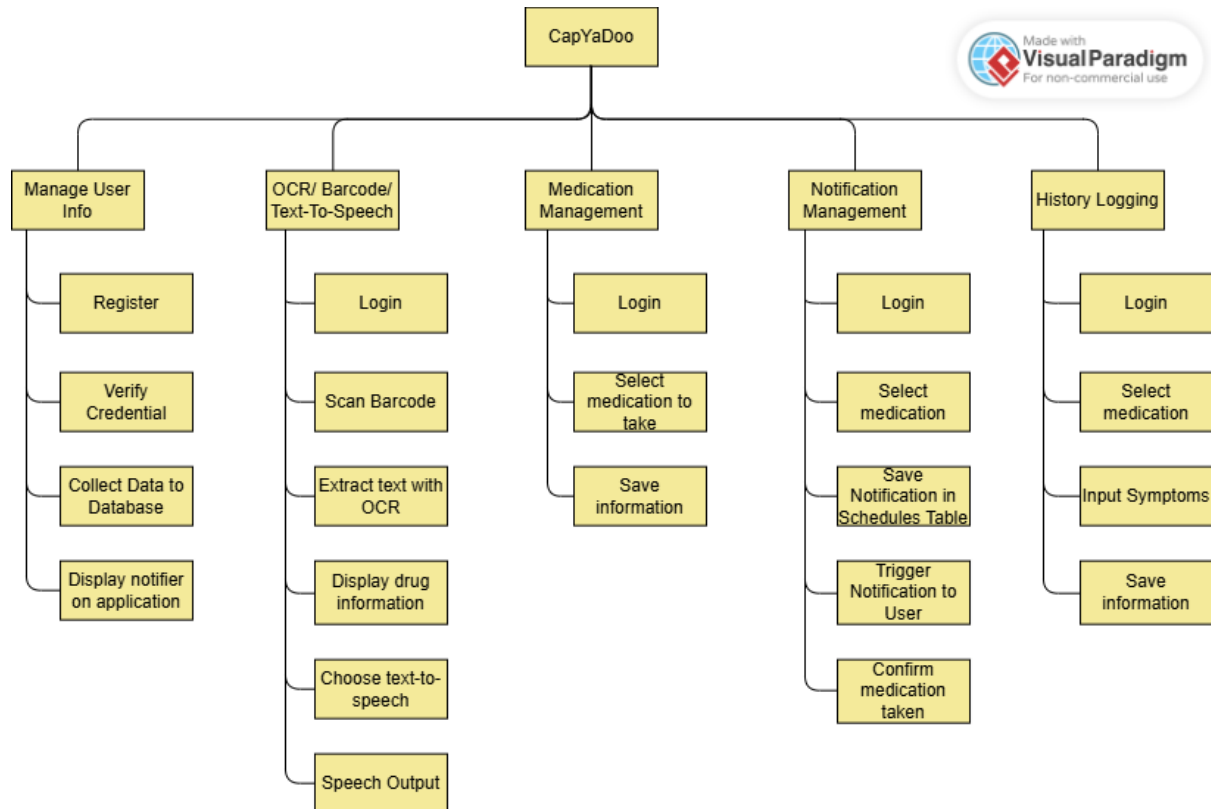 CapYaDoo
Made with
Visual Paradigm
For non-commercial use
Manage User
Info
OCR/ Barcode/
Text-To-Speech
Medication
Management
Notification
Management
History Logging
Register
Verify
Credential
Collect Data to
Database
Display notifier
on application
Login
Scan Barcode
Extract text with
OCR
Display drug
information
Choose text-to-
speech
Speech Output
Login
Select
medication to
take
Save
information
Login
Select
medication
Save
Notification in
Schedules Table
Trigger
Notification to
User
Confirm
medication
taken
Login
Select
medication
Input Symptoms
Save
information